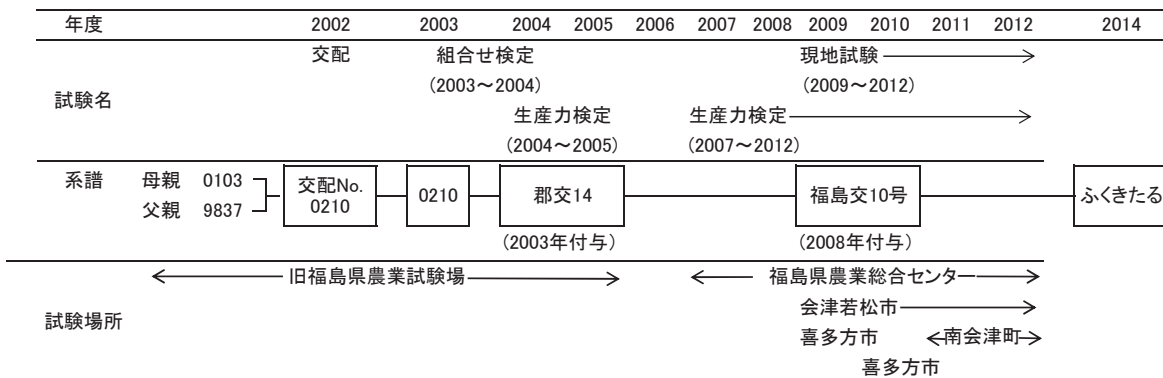 年度 2002 2003 2004 2005 2006 2007 2008 2009 2010 2011 2012 2014
交配 組合せ検定 現地試験
(2003～2004) (2009～2012)
試験名
生産力検定 生産力検定
(2004～2005) (2007～2012)
系譜 母親 0103 交配No. 0210 郡交14 福島交10号 ふくきたる
父親 9837 0210
(2003年付与) (2008年付与)
旧福島県農業試験場 福島県農業総合センター
会津若松市
試験場所
喜多方市 南会津町
喜多方市